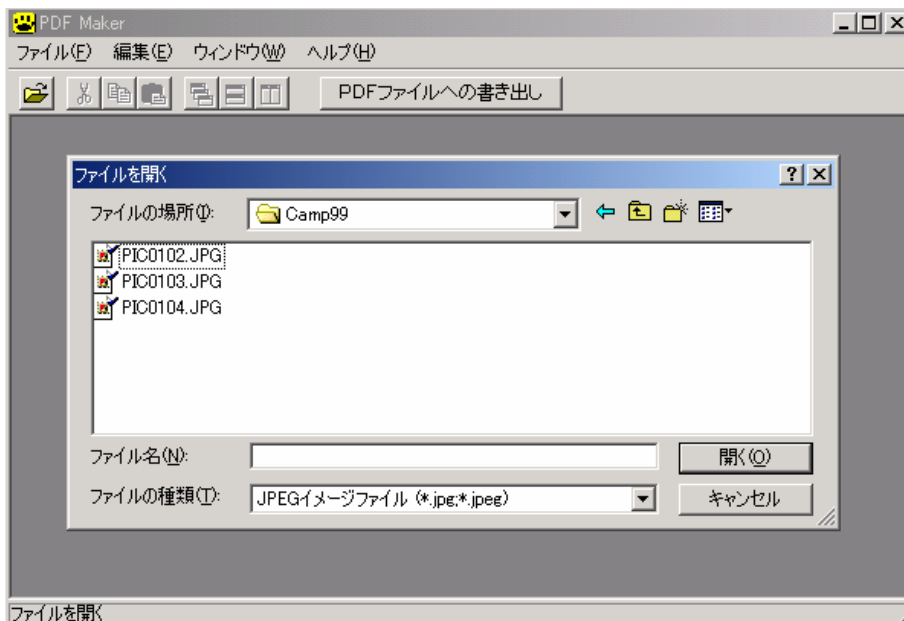 PDF Maker
ファイル(F) 編集(E) ウィンドウ(W) ヘルプ(H)
PDFファイルへの書き出し
ファイルを開く
ファイルの場所(I): Camp99
PIC0102.JPG
PIC0103.JPG
PIC0104.JPG
ファイル名(N): 開く(O)
ファイルの種類(T): JPEGイメージファイル (*.jpg;*.jpeg) キャンセル
ファイルを開く